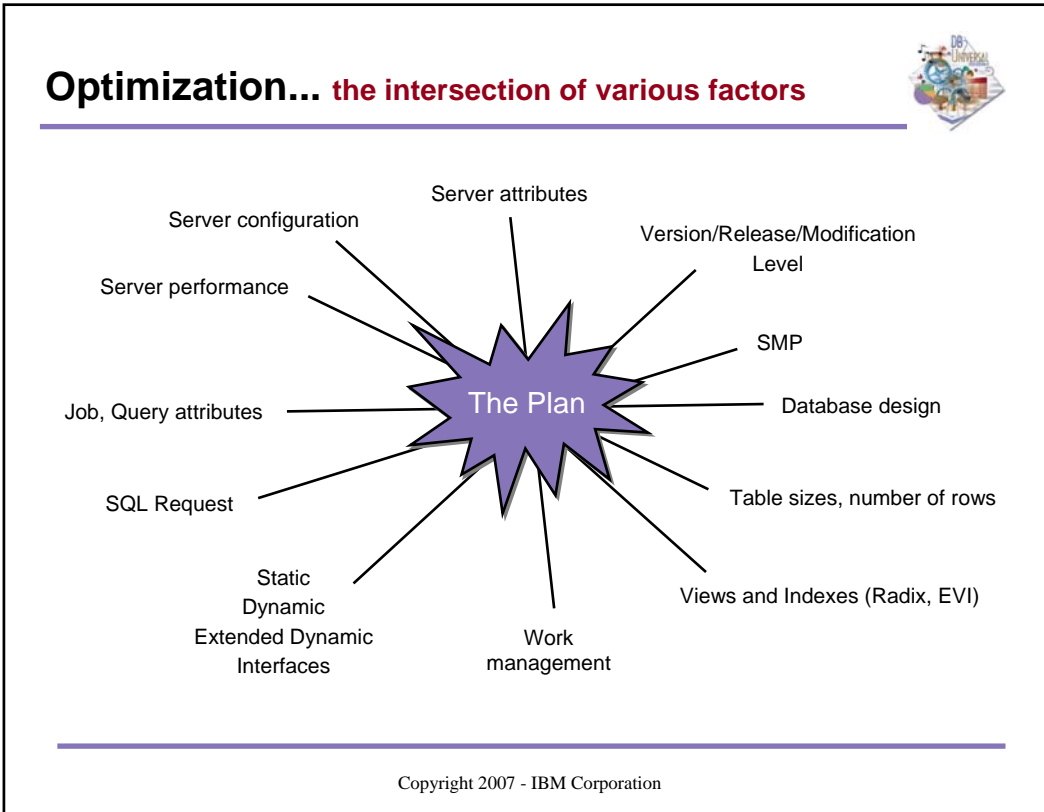 DB2
UNIVERSAL
Optimization... the intersection of various factors
Server attributes
Server configuration
Version/Release/Modification
Level
Server performance
SMP
The Plan
Job, Query attributes
Database design
SQL Request
Table sizes, number of rows
Static
Dynamic
Extended Dynamic
Interfaces
Views and Indexes (Radix, EVI)
Work
management
Copyright 2007 - IBM Corporation